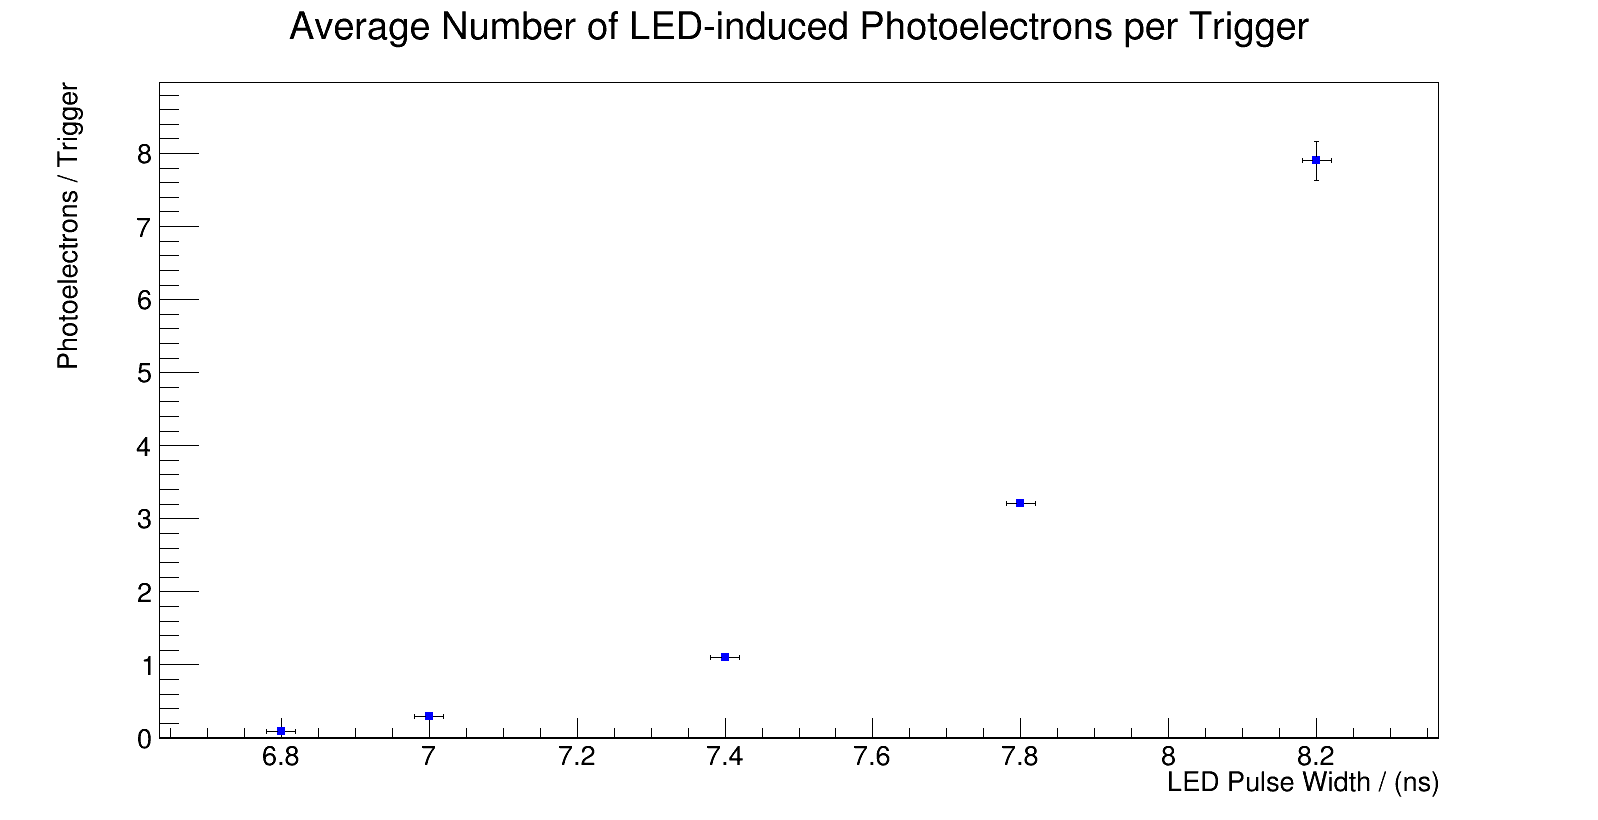 Average Number of LED-induced Photoelectrons per Trigger
Photoelectrons / Trigger
8
7
6
5
4
3
2
1
0
6.8 7 7.2 7.4 7.6 7.8 8 8.2
LED Pulse Width / (ns)